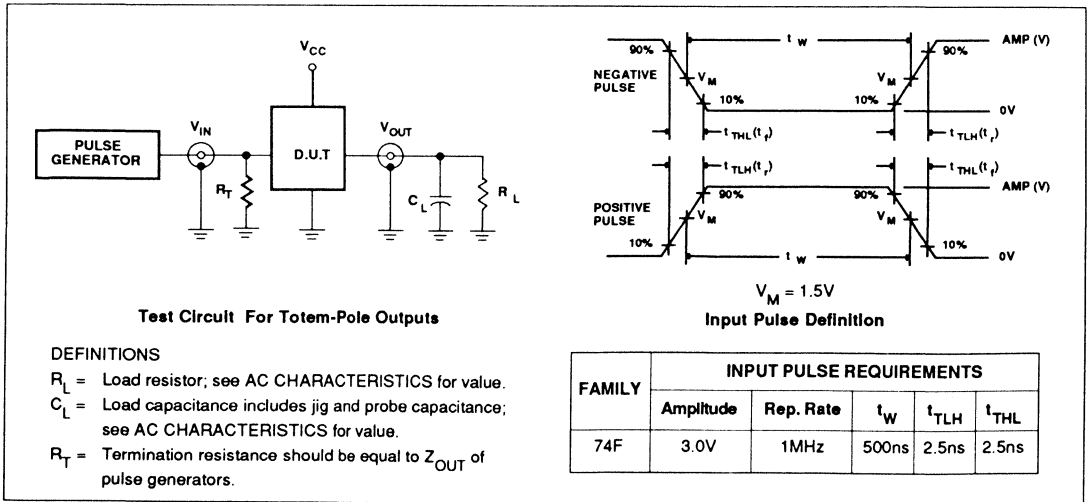 V_CC
PULSE GENERATOR
V_IN
R_T
D.U.T
V_OUT
C_L
R_L
Test Circuit For Totem-Pole Outputs
DEFINITIONS
R_L = Load resistor; see AC CHARACTERISTICS for value.
C_L = Load capacitance includes jig and probe capacitance;
see AC CHARACTERISTICS for value.
R_T = Termination resistance should be equal to Z_OUT of
pulse generators.
90% t_W 90% AMP (V)
NEGATIVE PULSE
V_M V_M
10% 10% 0V
t_THL(t_f) t_TLH(t_r)
t_TLH(t_r) t_THL(t_f)
AMP (V)
90% 90%
POSITIVE PULSE
V_M V_M
10% 10%
t_W 0V
V_M = 1.5V
Input Pulse Definition
FAMILY INPUT PULSE REQUIREMENTS
Amplitude Rep. Rate t_W t_TLH t_THL
74F 3.0V 1MHz 500ns 2.5ns 2.5ns